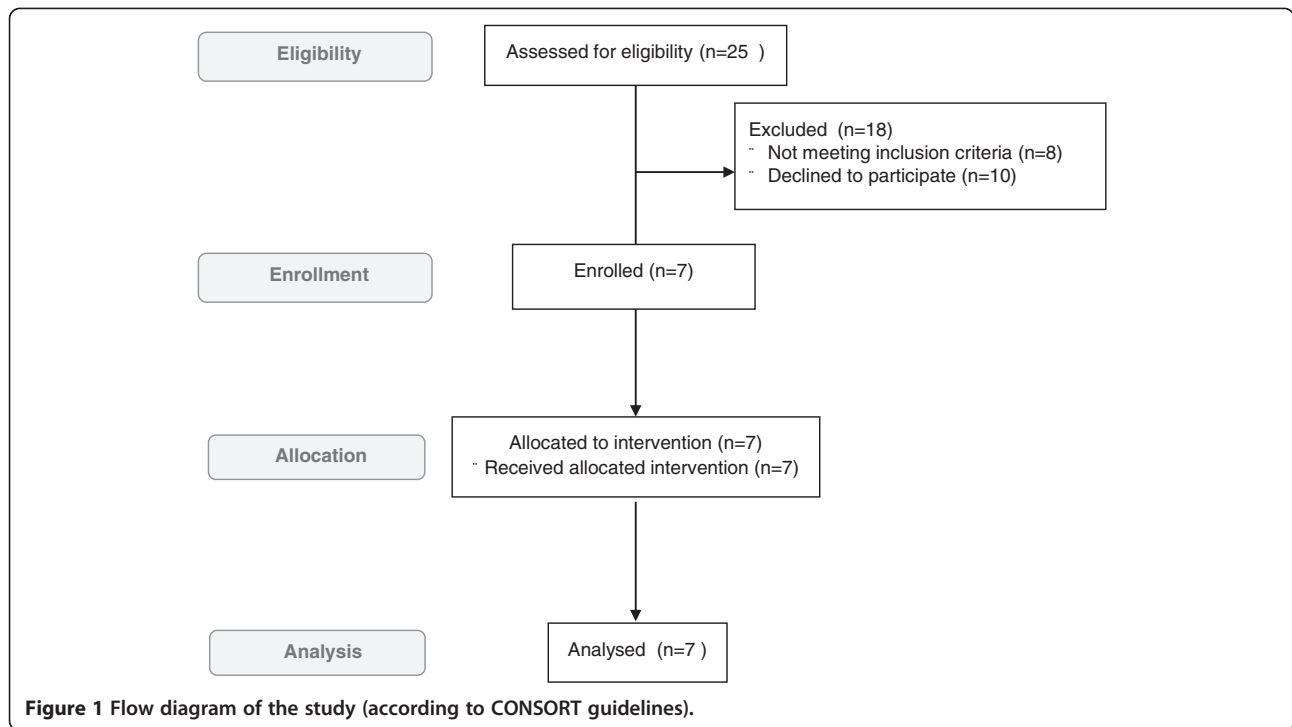 Eligibility
Assessed for eligibility (n=25 )
Excluded (n=18)
¨ Not meeting inclusion criteria (n=8)
¨ Declined to participate (n=10)
Enrollment
Enrolled (n=7)
Allocation
Allocated to intervention (n=7)
¨ Received allocated intervention (n=7)
Analysis
Analysed (n=7 )
Figure 1 Flow diagram of the study (according to CONSORT guidelines).